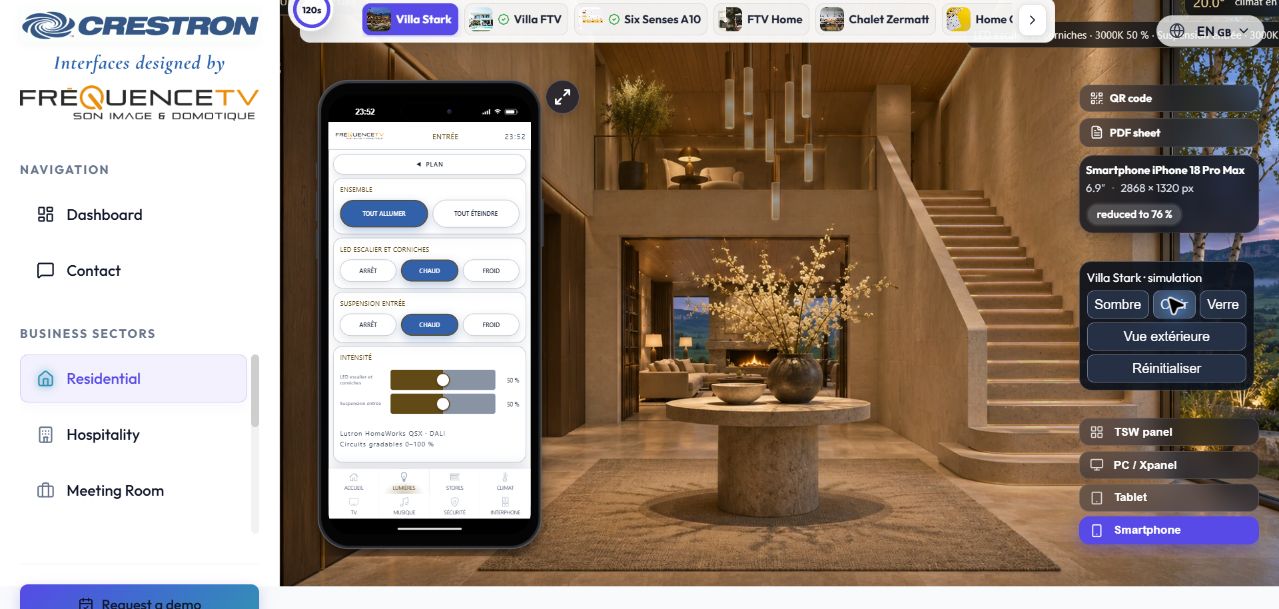 CRESTRON
Interfaces designed by
FREQUENCETV
SON IMAGE & DOMOTIQUE
NAVIGATION
Dashboard
Contact
BUSINESS SECTORS
Residential
Hospitality
Meeting Room
Request a demo
120s
Villa Stark
Villa FTV
Six Senses A10
FTV Home
Chalet Zermatt
Home
20.0°
climat en
3000K 50 %
3000K
EN GB
23:52
FREQUENCETV
ENTRÉE
23:52
◄ PLAN
ENSEMBLE
TOUT ALLUMER
TOUT ÉTEINDRE
LED ESCALIER ET CORNICHES
ARRÊT
CHAUD
FROID
SUSPENSION ENTRÉE
ARRÊT
CHAUD
FROID
INTENSITÉ
LED escalier et
corniches
50 %
Suspension entrée
50 %
Lutron HomeWorks QSX · DALI
Circuits gradables 0–100 %
ACCUEIL
LUMIÈRES
STORES
CLIMAT
TV
MUSIQUE
SÉCURITÉ
INTERPHONE
QR code
PDF sheet
Smartphone iPhone 18 Pro Max
6.9" · 2868 × 1320 px
reduced to 76 %
Villa Stark · simulation
Sombre
Verre
Vue extérieure
Réinitialiser
TSW panel
PC / Xpanel
Tablet
Smartphone